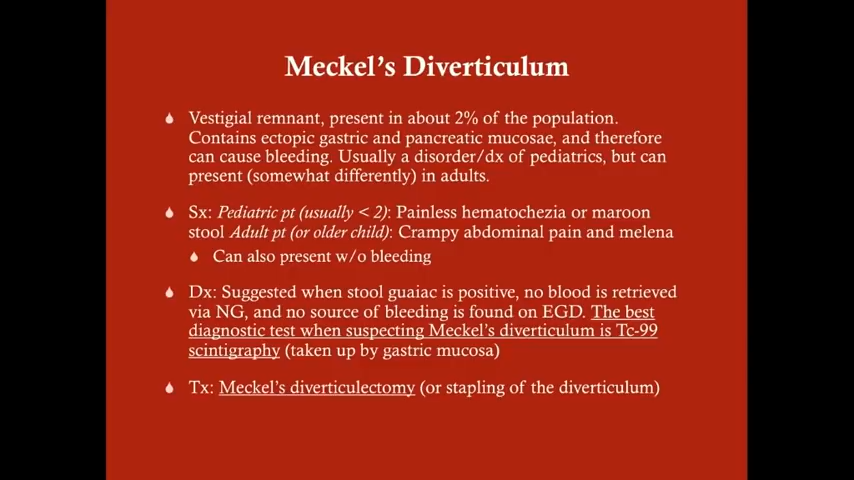 Meckel's Diverticulum
Vestigial remnant, present in about 2% of the population.
Contains ectopic gastric and pancreatic mucosae, and therefore
can cause bleeding. Usually a disorder/dx of pediatrics, but can
present (somewhat differently) in adults.
Sx: Pediatric pt (usually < 2): Painless hematochezia or maroon
stool Adult pt (or older child): Crampy abdominal pain and melena
Can also present w/o bleeding
Dx: Suggested when stool guaiac is positive, no blood is retrieved
via NG, and no source of bleeding is found on EGD. The best
diagnostic test when suspecting Meckel's diverticulum is Tc-99
scintigraphy (taken up by gastric mucosa)
Tx: Meckel's diverticulectomy (or stapling of the diverticulum)